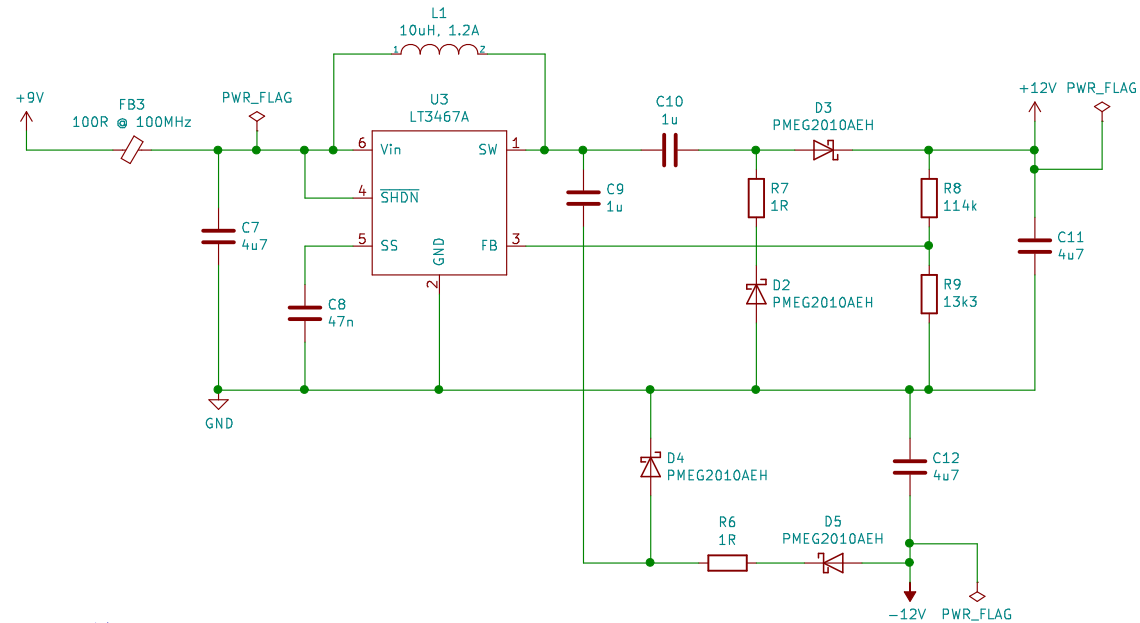 L1
10uH, 1.2A
1
2
+9V
FB3
100R @ 100MHz
PWR_FLAG
U3
LT3467A
C10
1u
D3
PMEG2010AEH
+12V
PWR_FLAG
6
Vin
SW
1
4
SHDN
5
SS
GND
FB
3
2
C9
1u
R7
1R
R8
114k
C7
4u7
C11
4u7
C8
47n
D2
PMEG2010AEH
R9
13k3
GND
D4
PMEG2010AEH
C12
4u7
R6
1R
D5
PMEG2010AEH
-12V
PWR_FLAG